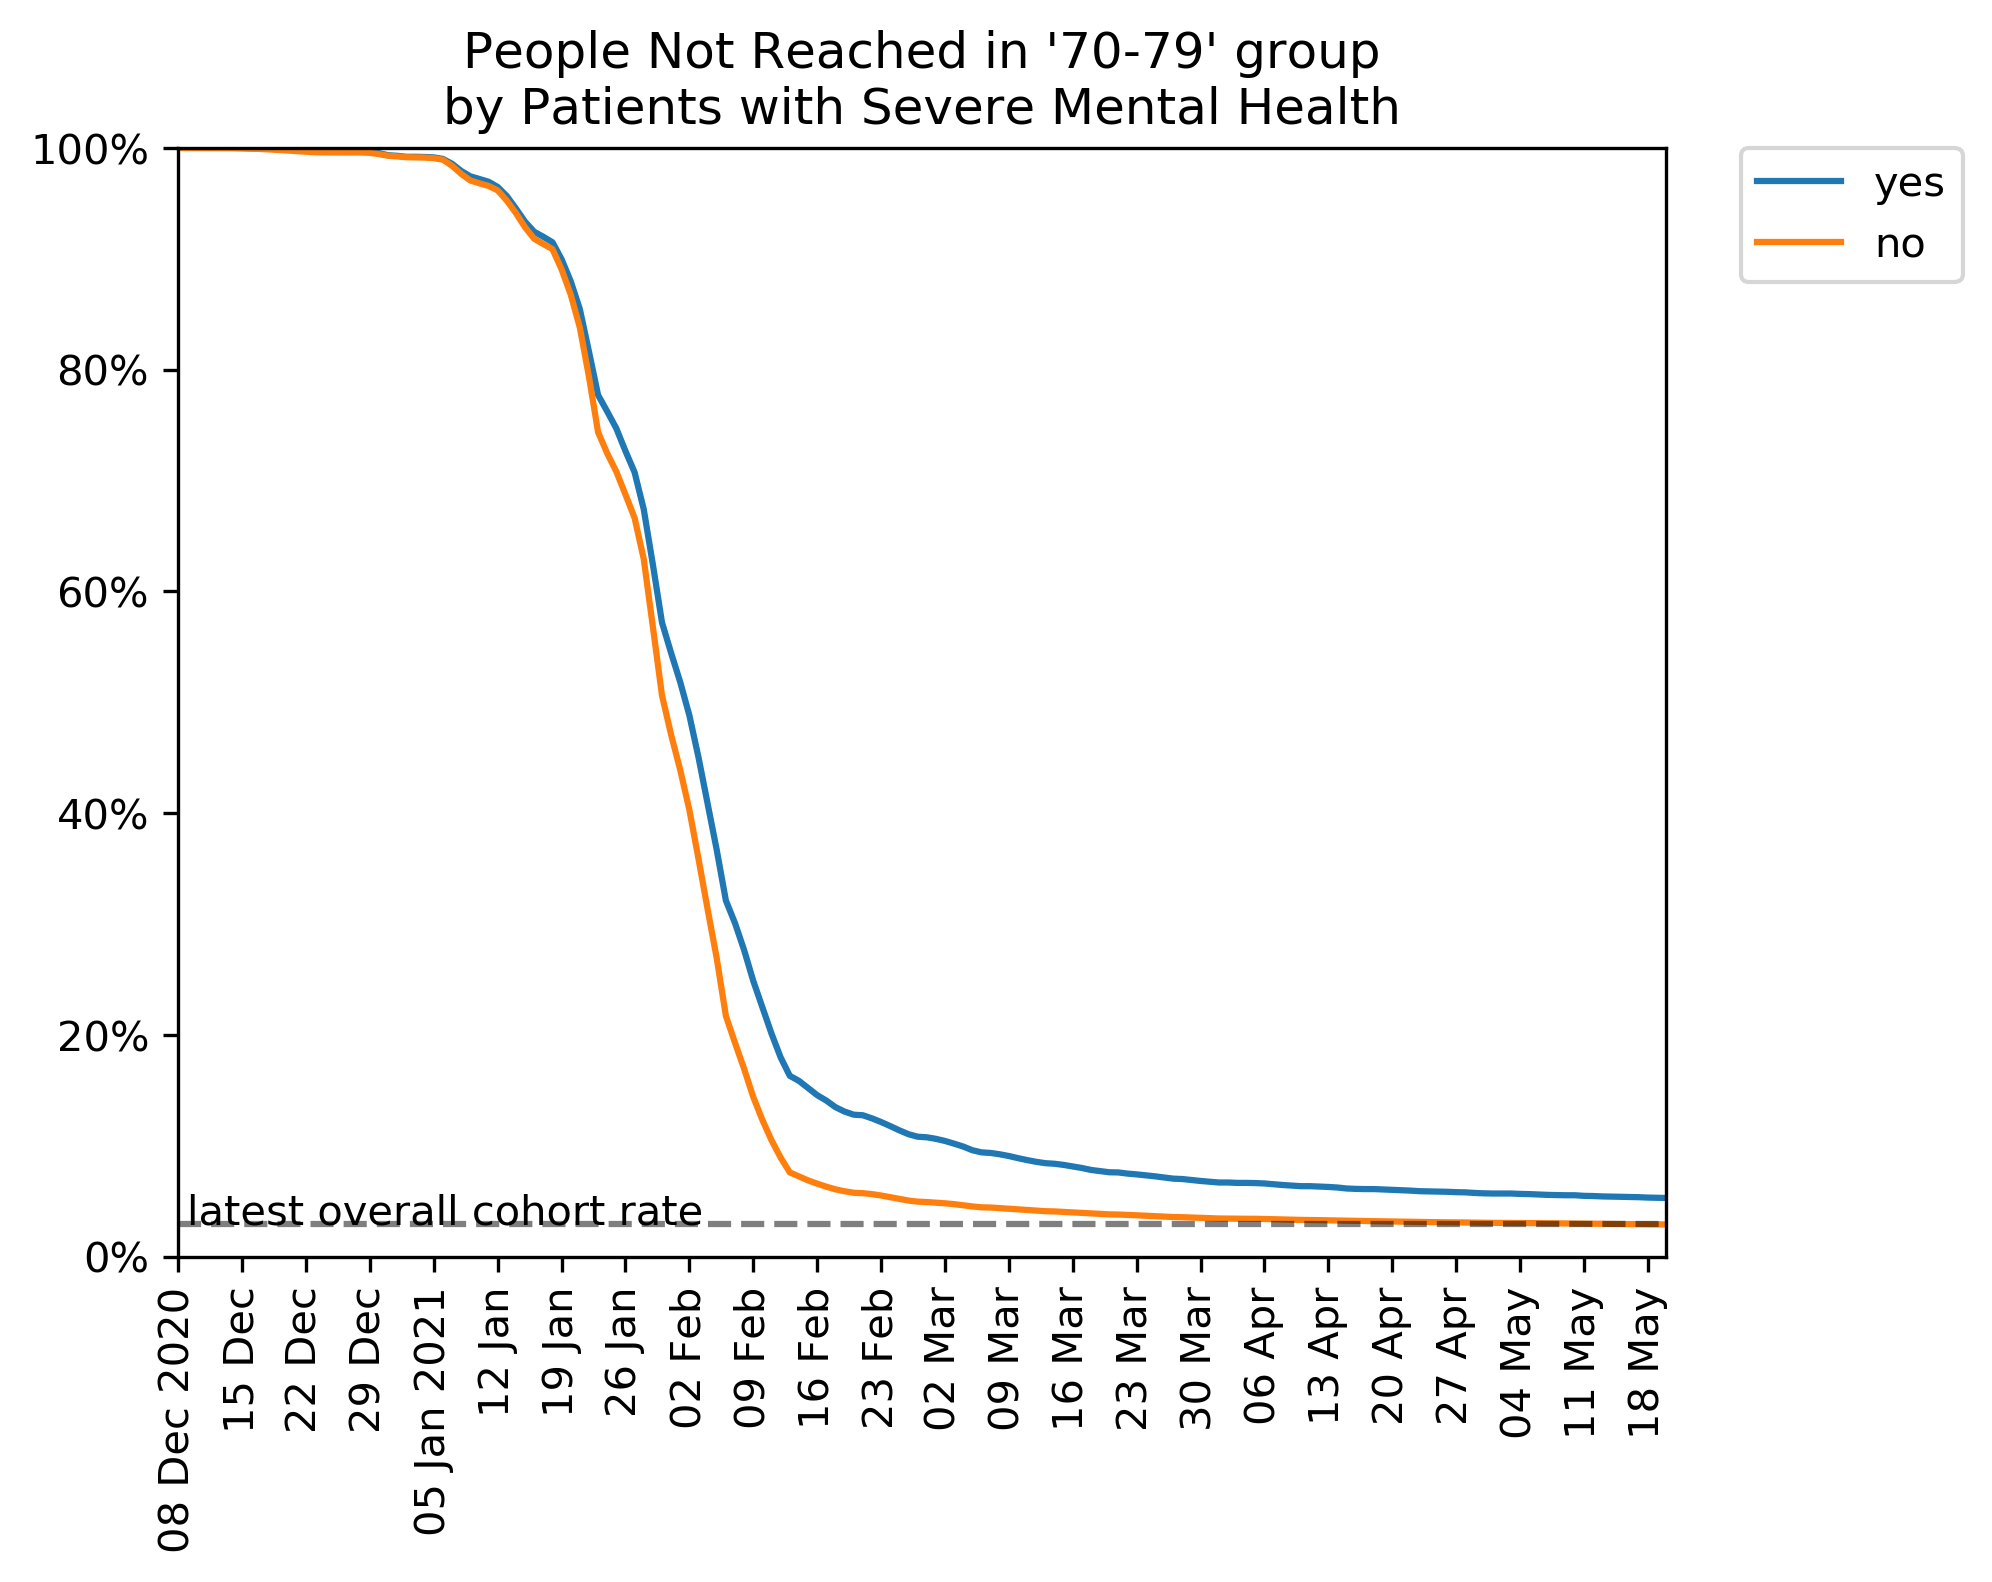 People Not Reached in '70-79' group
by Patients with Severe Mental Health
100%
80%
60%
40%
20%
0%
yes
no
latest overall cohort rate
08 Dec 2020
15 Dec
22 Dec
29 Dec
05 Jan 2021
12 Jan
19 Jan
26 Jan
02 Feb
09 Feb
16 Feb
23 Feb
02 Mar
09 Mar
16 Mar
23 Mar
30 Mar
06 Apr
13 Apr
20 Apr
27 Apr
04 May
11 May
18 May